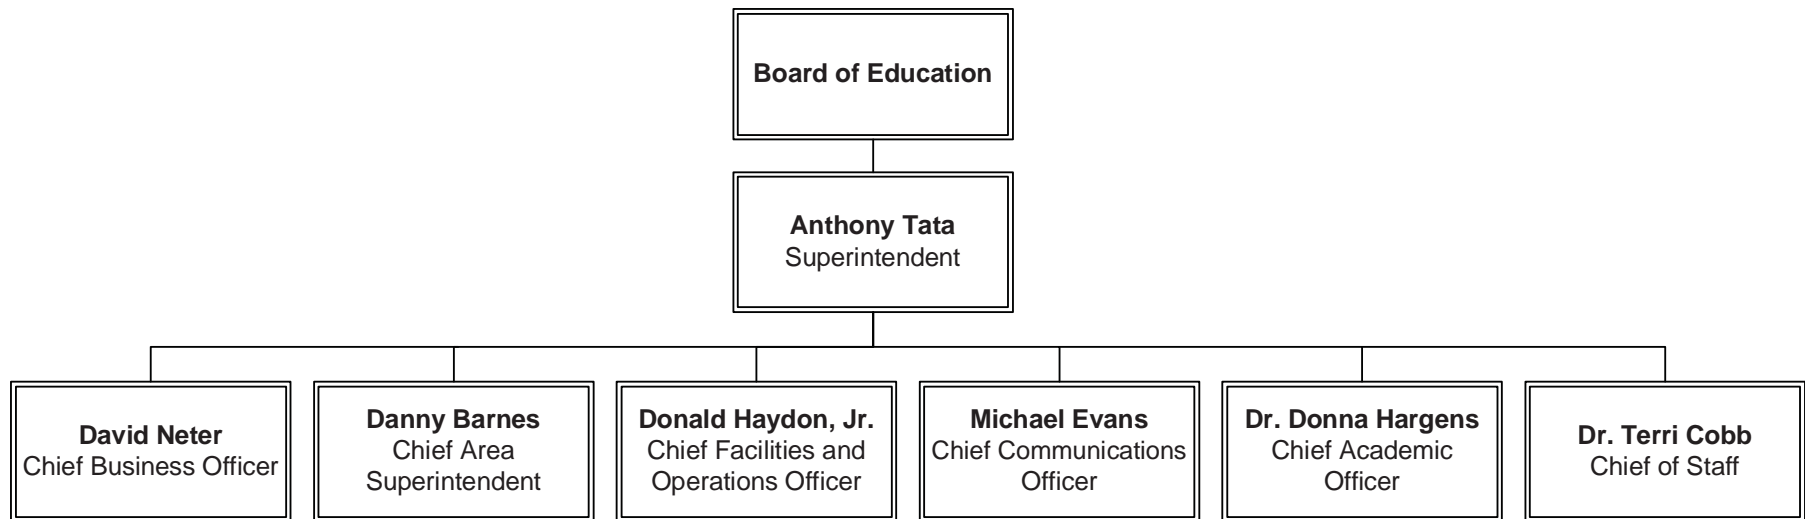 Board of Education
Anthony Tata
Superintendent
David Neter
Chief Business Officer
Danny Barnes
Chief Area
Superintendent
Donald Haydon, Jr.
Chief Facilities and
Operations Officer
Michael Evans
Chief Communications
Officer
Dr. Donna Hargens
Chief Academic
Officer
Dr. Terri Cobb
Chief of Staff